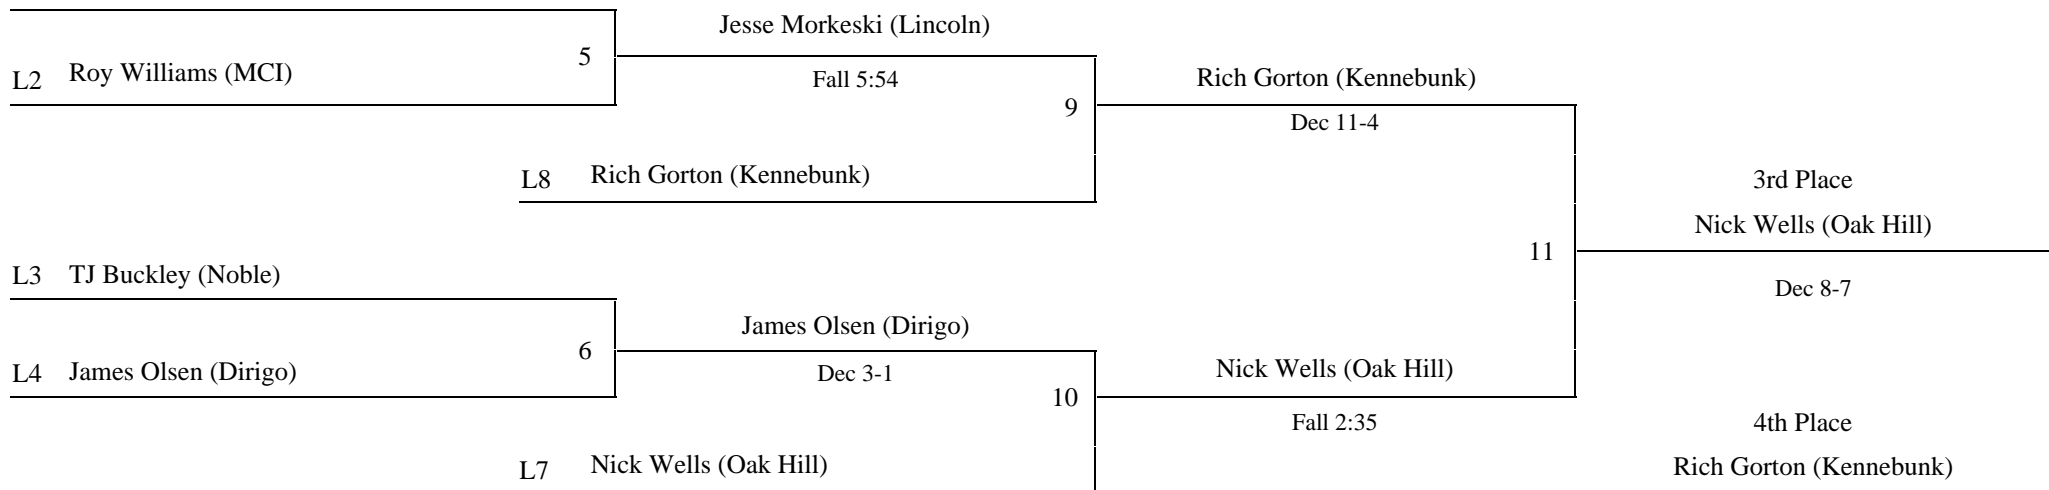 Jesse Morkeski (Lincoln)
5
L2 Roy Williams (MCI)
Fall 5:54
Rich Gorton (Kennebunk)
9
Dec 11-4
L8 Rich Gorton (Kennebunk)
3rd Place
Nick Wells (Oak Hill)
11
L3 TJ Buckley (Noble)
Dec 8-7
James Olsen (Dirigo)
6
L4 James Olsen (Dirigo)
Dec 3-1
Nick Wells (Oak Hill)
10
Fall 2:35
4th Place
L7 Nick Wells (Oak Hill)
Rich Gorton (Kennebunk)